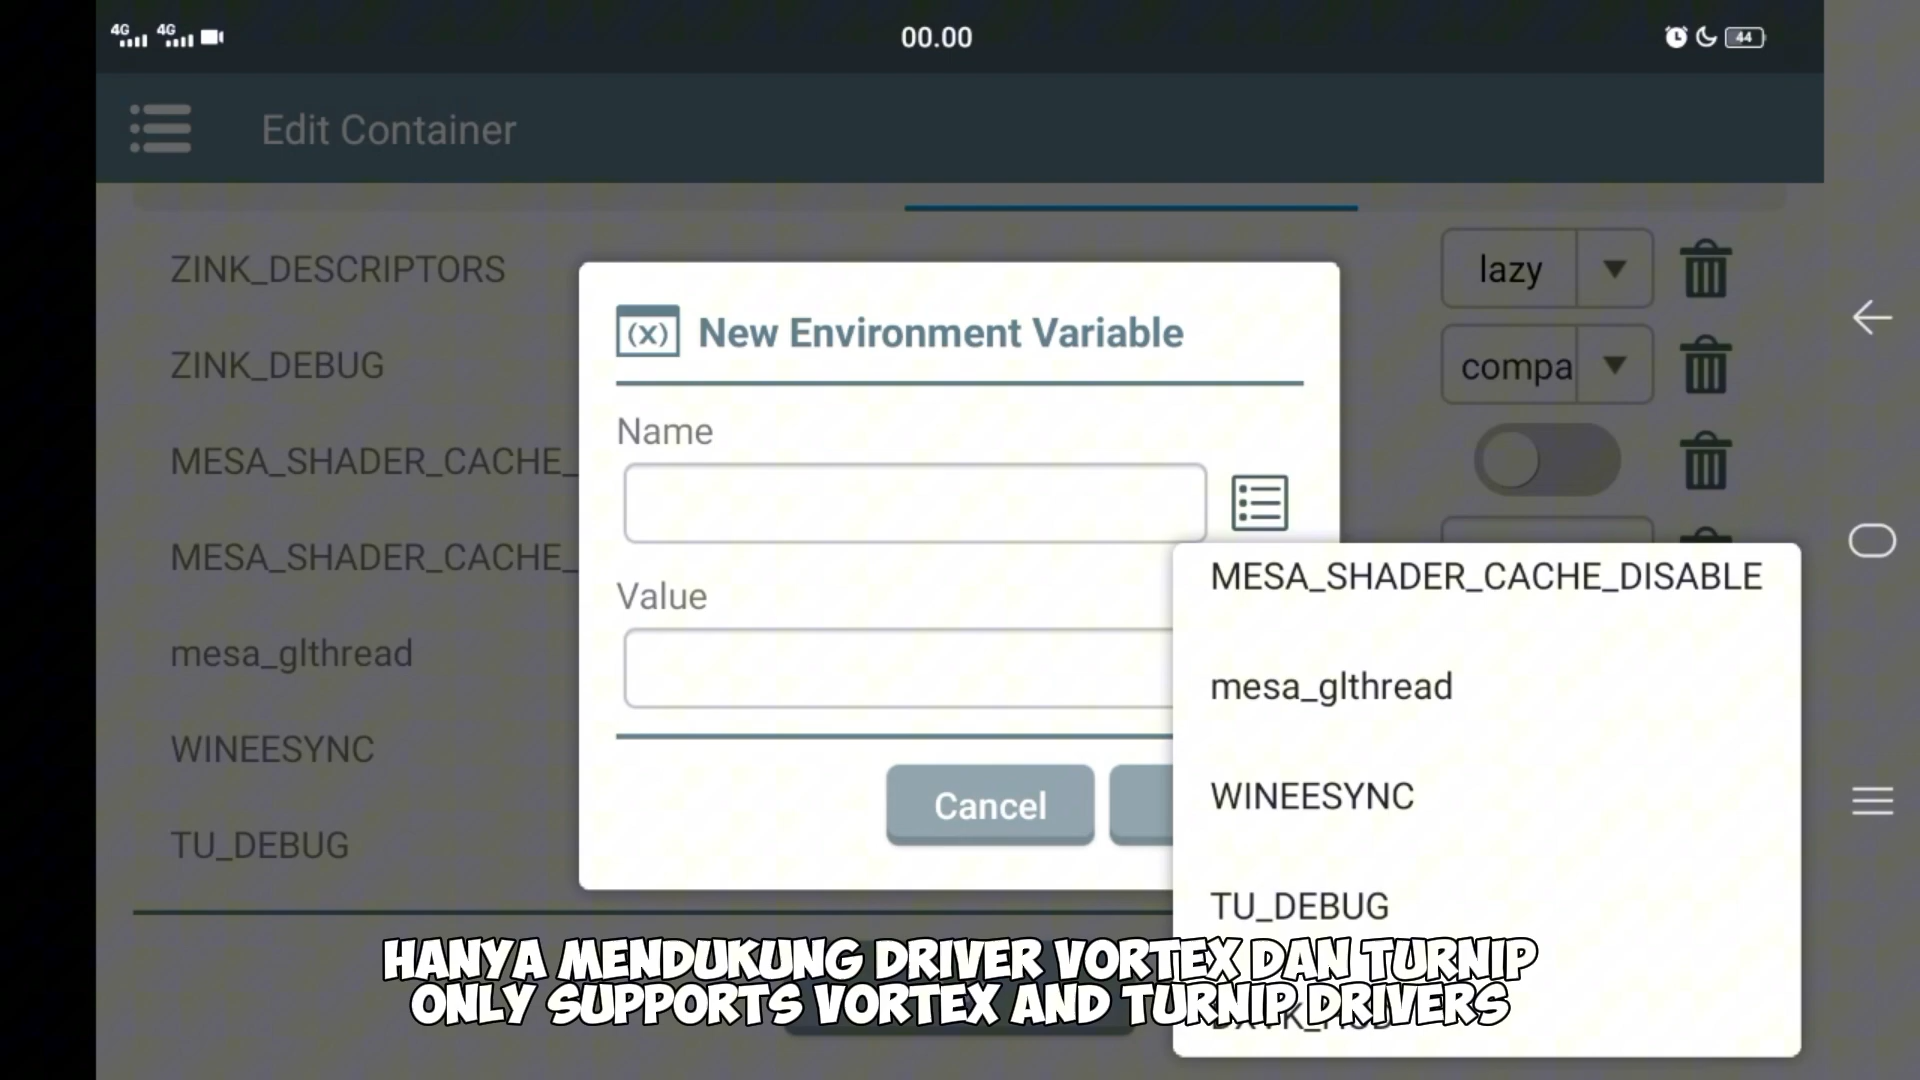 4G 4G 00.00 44
Edit Container
ZINK_DESCRIPTORS lazy
ZINK_DEBUG compa
MESA_SHADER_CACHE_
MESA_SHADER_CACHE_
mesa_glthread
WINEESYNC
TU_DEBUG
(x) New Environment Variable
Name
Value
Cancel
MESA_SHADER_CACHE_DISABLE
mesa_glthread
WINEESYNC
TU_DEBUG
HANYA MENDUKUNG DRIVER VORTEX DAN TURNIP
ONLY SUPPORTS VORTEX AND TURNIP DRIVERS